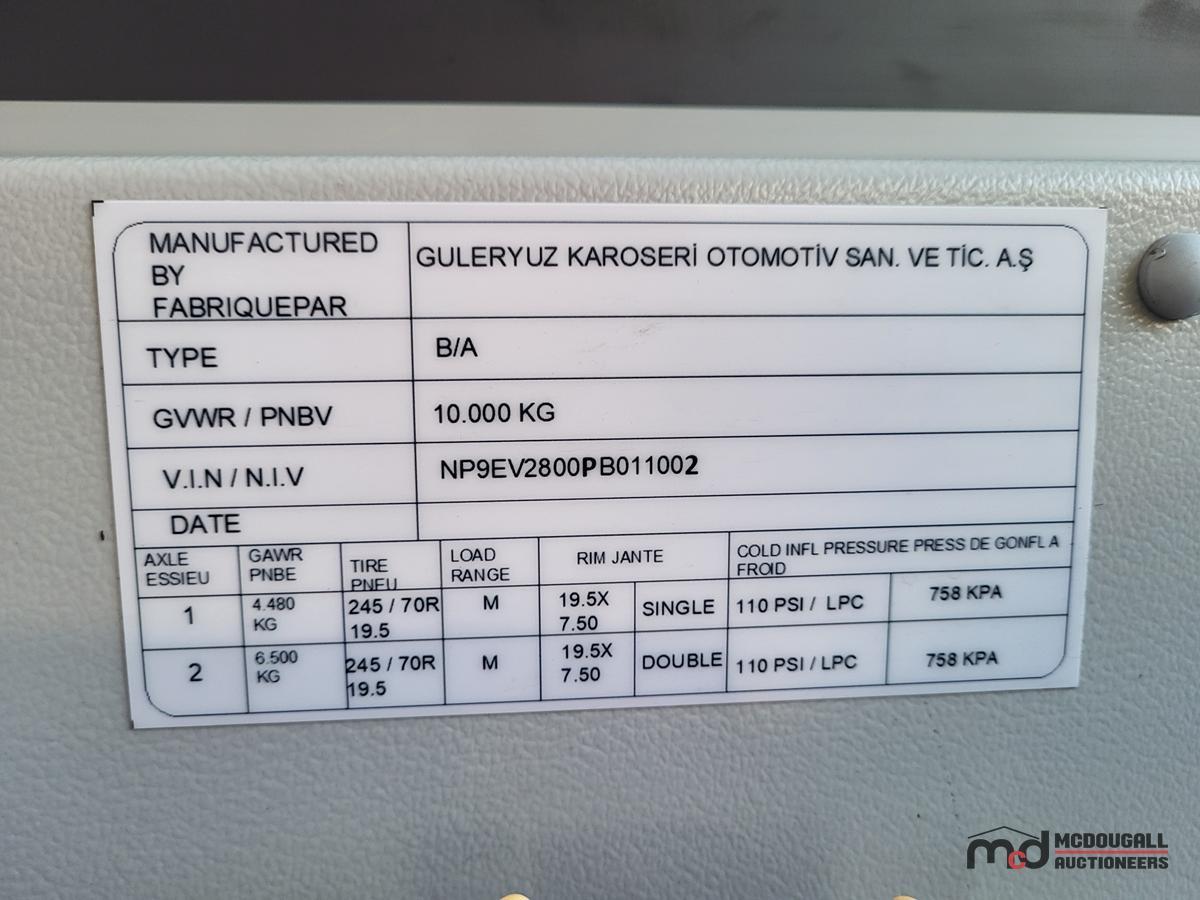 MANUFACTURED
BY
FABRIQUEPAR
GULERYUZ KAROSERİ OTOMOTİV SAN. VE TİC. A.Ş
TYPE
B/A
GVWR / PNBV
10.000 KG
V.I.N / N.I.V
NP9EV2800PB011002
DATE
AXLE
ESSIEU
GAWR
PNBE
TIRE
PNEU
LOAD
RANGE
RIM JANTE
COLD INFL PRESSURE PRESS DE GONFL A
FROID
1
4.480
KG
245 / 70R
19.5
M
19.5X
7.50
SINGLE
110 PSI / LPC
758 KPA
2
6.500
KG
245 / 70R
19.5
M
19.5X
7.50
DOUBLE
110 PSI / LPC
758 KPA
mcd
MCDOUGALL
AUCTIONEERS